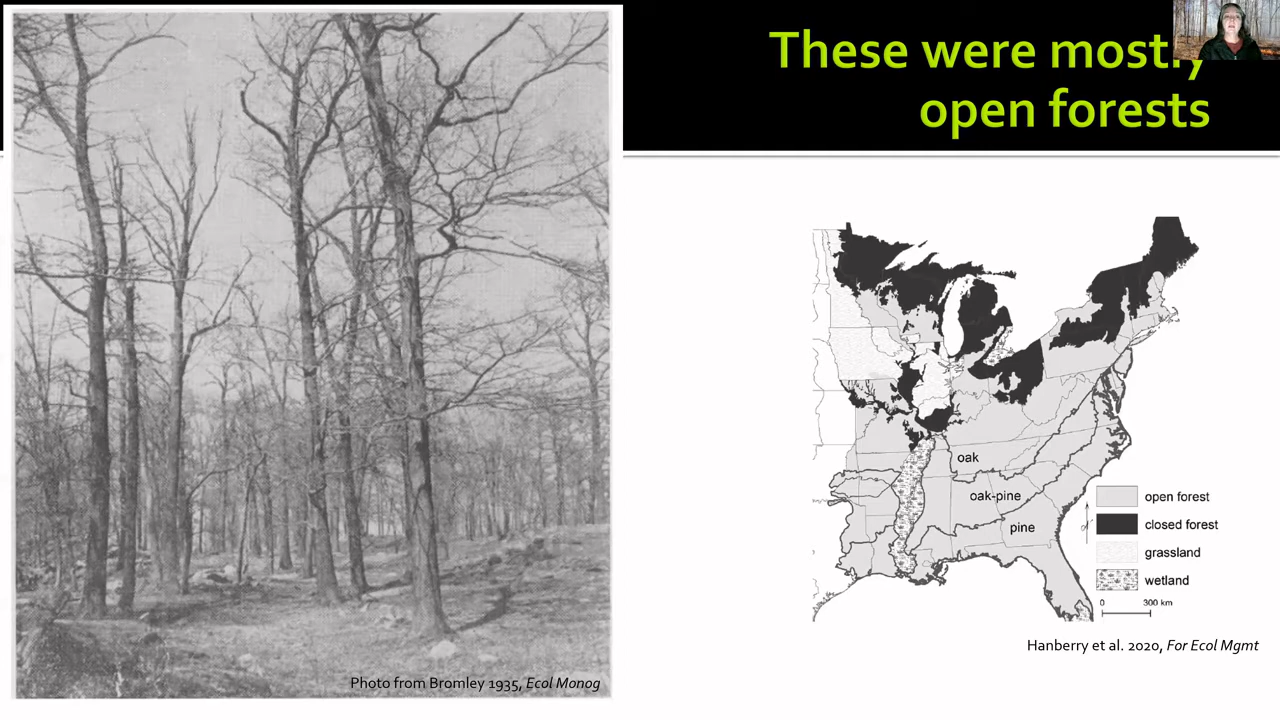 These were mostly
open forests
oak
oak-pine
pine
open forest
closed forest
grassland
wetland
0 300 km
Hanberry et al. 2020, For Ecol Mgmt
Photo from Bromley 1935, Ecol Monog